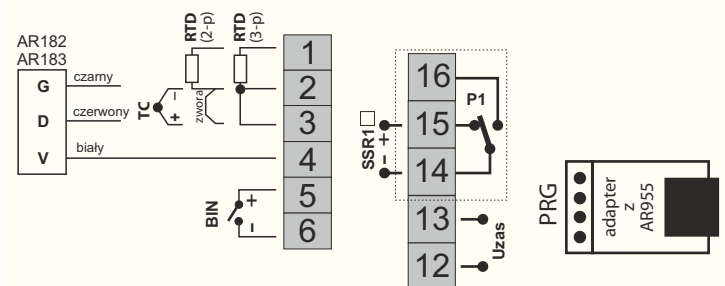 AR182
AR183
G
D
V
czarny
czerwony
biały
TC
–
+
RTD
(2-p)
zwora
RTD
(3-p)
BIN
+
–
1
2
3
4
5
6
SSR1
– +
16
15
14
13
12
P1
Uzas
PRG
adapter
z
AR955